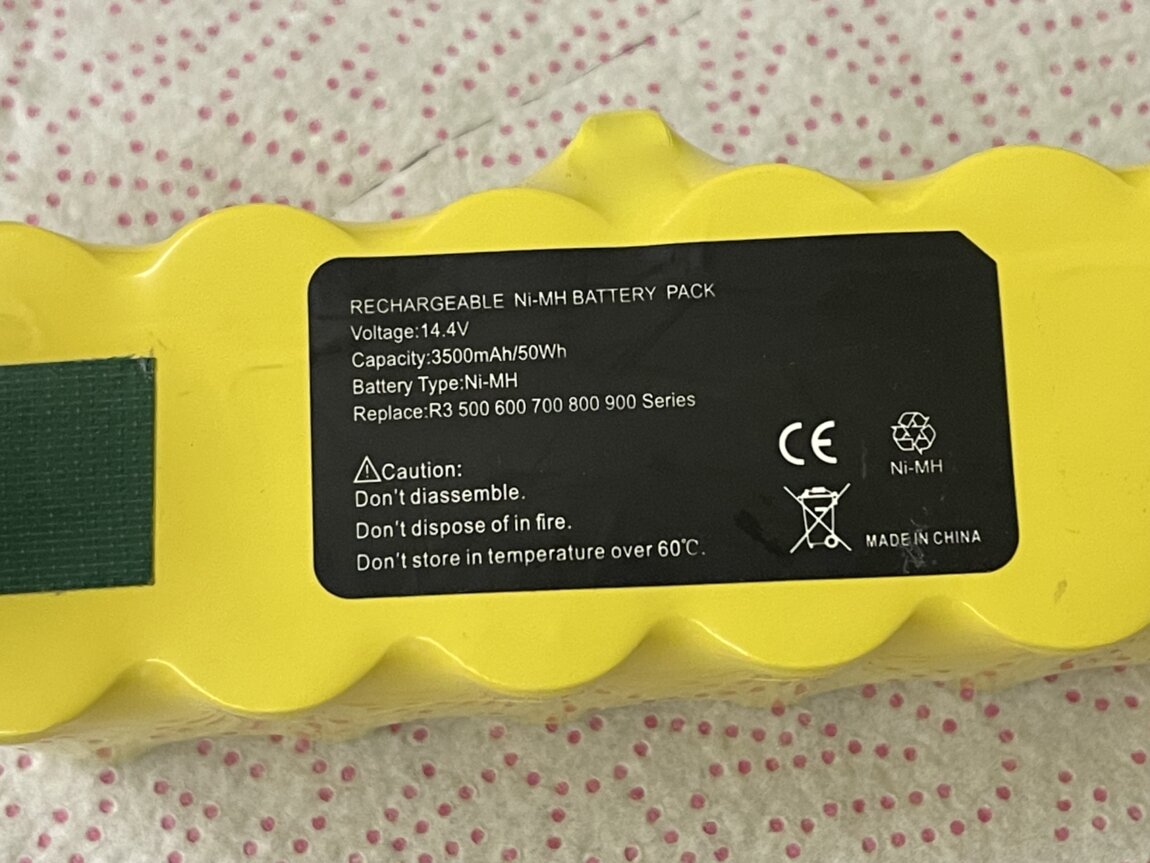 RECHARGEABLE Ni-MH BATTERY PACK
Voltage:14.4V
Capacity:3500mAh/50Wh
Battery Type:Ni-MH
Replace:R3 500 600 700 800 900 Series
Caution:
Don't diassemble.
Don't dispose of in fire.
Don't store in temperature over 60℃.
CE
Ni-MH
MADE IN CHINA